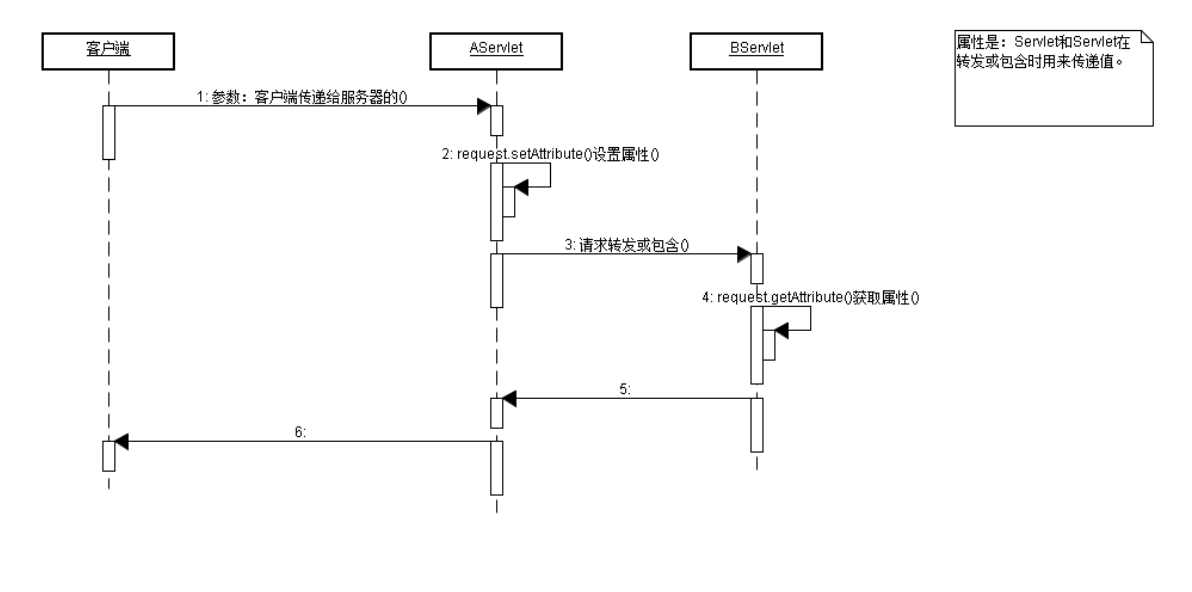 客户端
AServlet
BServlet
属性是：Servlet和Servlet在
转发或包含时用来传递值。
1: 参数：客户端传递给服务器的()
2: request.setAttribute()设置属性()
3: 请求转发或包含()
4: request.getAttribute()获取属性()
5:
6: